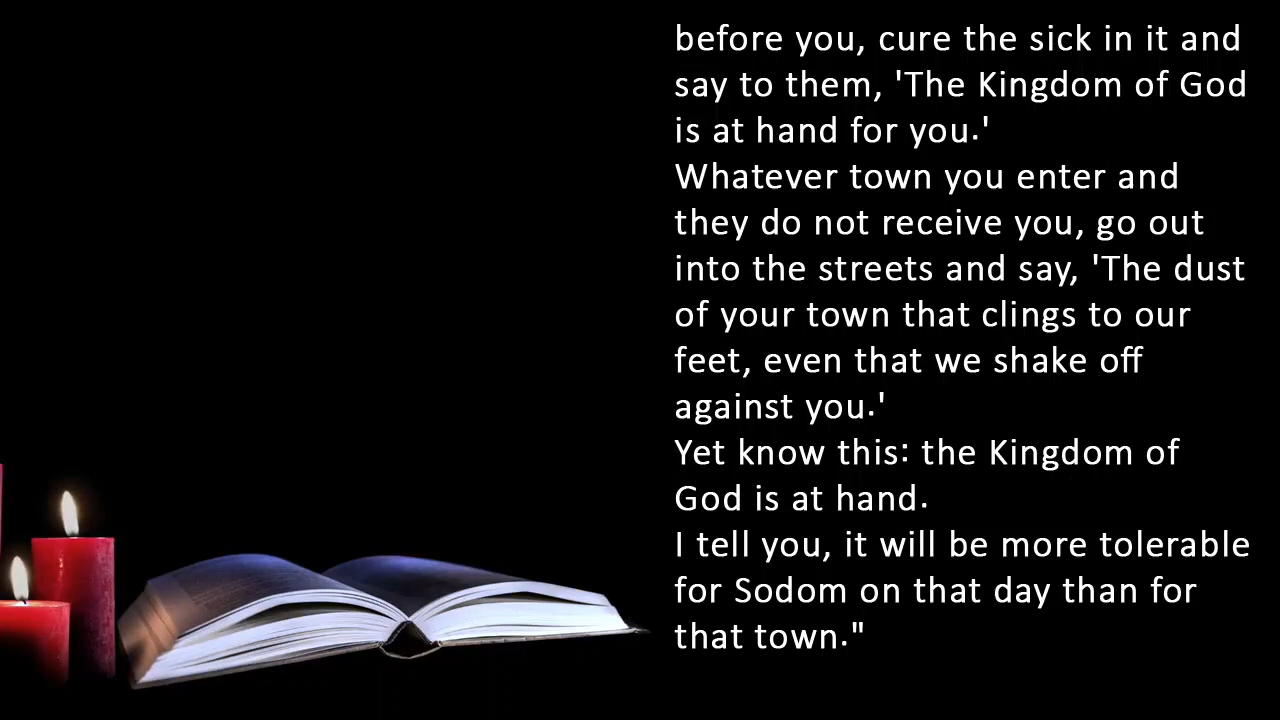 before you, cure the sick in it and
say to them, 'The Kingdom of God
is at hand for you.'
Whatever town you enter and
they do not receive you, go out
into the streets and say, 'The dust
of your town that clings to our
feet, even that we shake off
against you.'
Yet know this: the Kingdom of
God is at hand.
I tell you, it will be more tolerable
for Sodom on that day than for
that town."